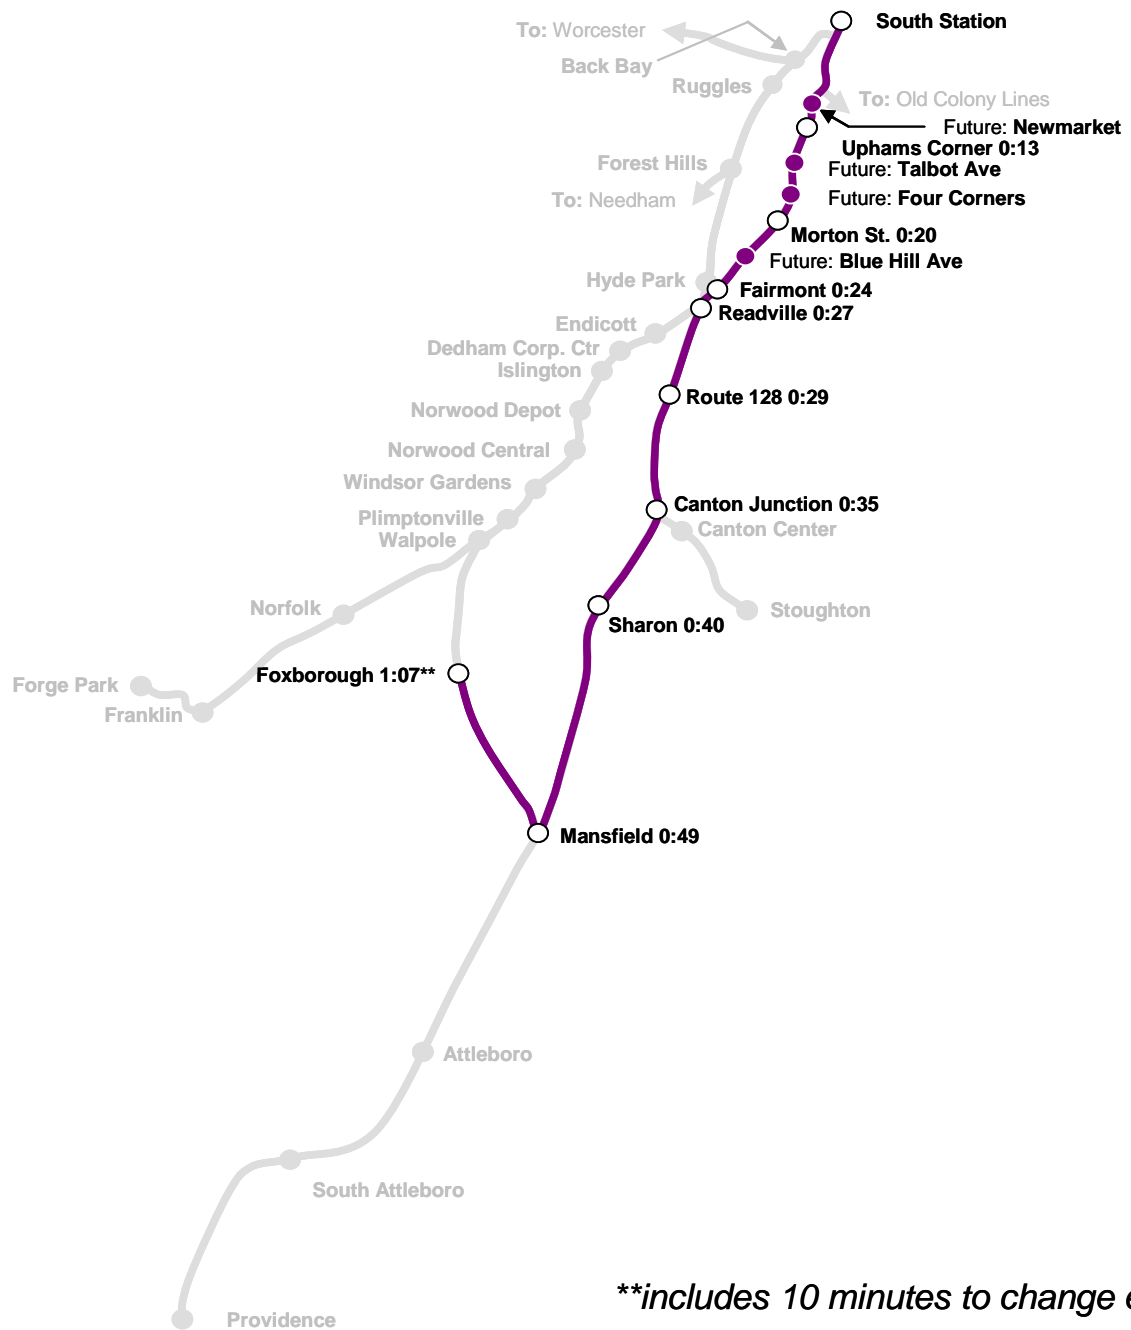 South Station
To: Worcester
Back Bay
Ruggles
To: Old Colony Lines
Future: Newmarket
Uphams Corner 0:13
Forest Hills
Future: Talbot Ave
To: Needham
Future: Four Corners
Morton St. 0:20
Future: Blue Hill Ave
Hyde Park
Fairmont 0:24
Readville 0:27
Endicott
Dedham Corp. Ctr
Islington
Route 128 0:29
Norwood Depot
Norwood Central
Windsor Gardens
Canton Junction 0:35
Plimptonville
Canton Center
Walpole
Norfolk
Stoughton
Sharon 0:40
Foxborough 1:07**
Forge Park
Franklin
Mansfield 0:49
Attleboro
South Attleboro
**includes 10 minutes to change
Providence